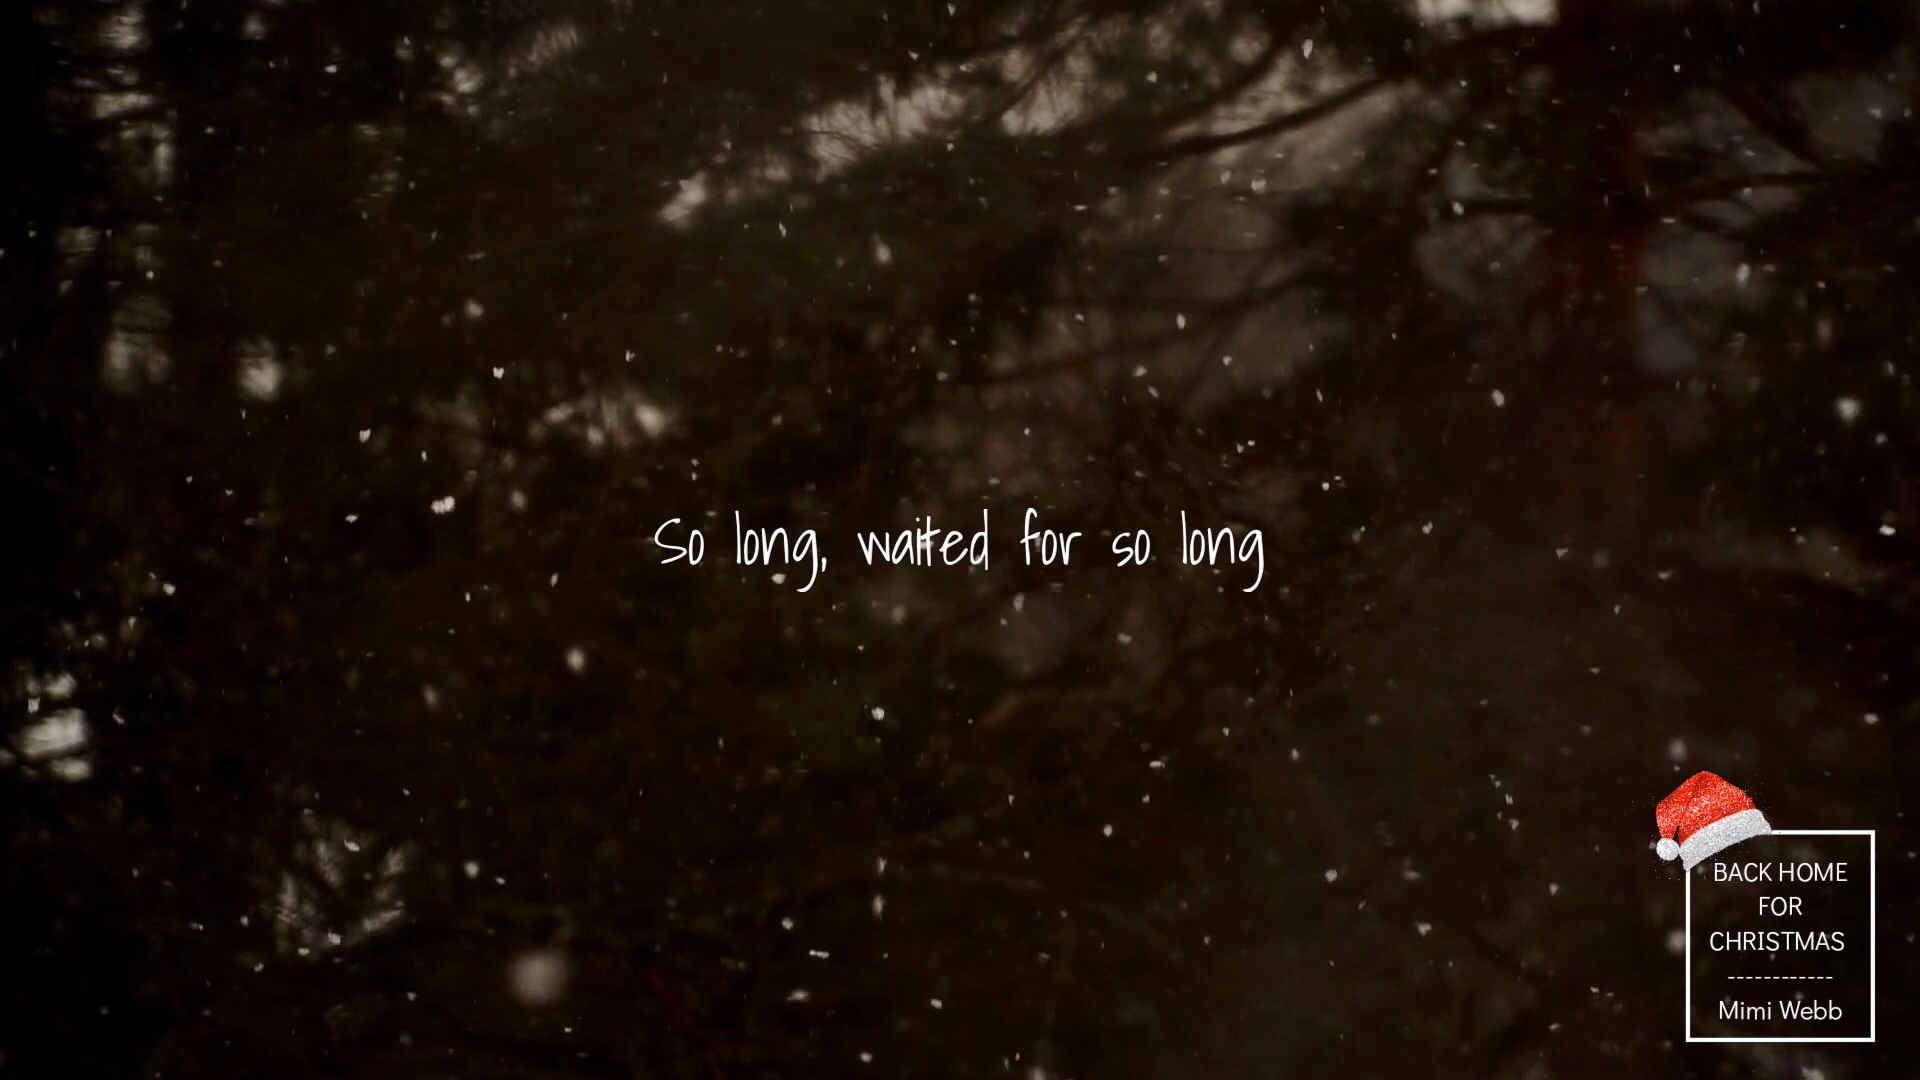 So long, waited for so long
BACK HOME
FOR
CHRISTMAS
------------
Mimi Webb